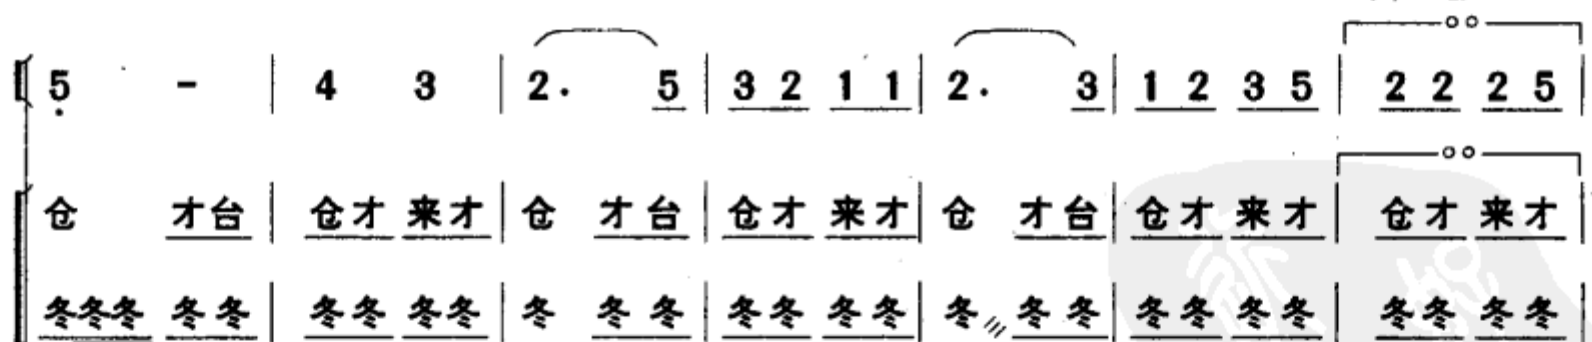 5 - | 4 3 | 2. 5 | 3 2 1 1 | 2. 3 | 1 2 3 5 | 2 2 2 5 |
仓 才台 | 仓才 来才 | 仓 才台 | 仓才 来才 | 仓 才台 | 仓才 来才 | 仓才 来才 |
冬冬冬 冬冬 | 冬冬 冬冬 | 冬 冬冬 | 冬冬 冬冬 | 冬 冬冬 | 冬冬 冬冬 | 冬冬 冬冬 |